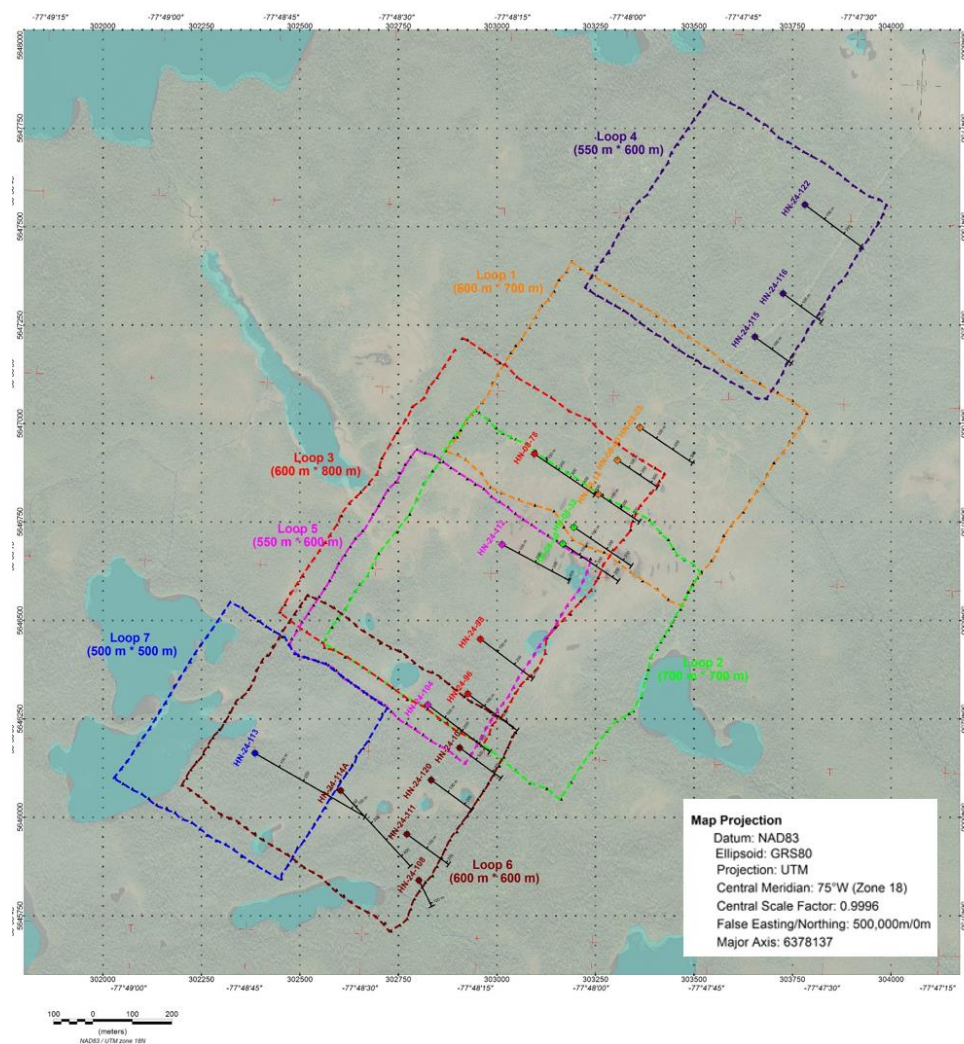 -77°49'15" -77°49'00" -77°48'45" -77°48'30" -77°48'15" -77°48'00" -77°47'45" -77°47'30"
302000 302250 302500 302750 303000 303250 303500 303750 304000
5648000
5647750
5647500
5647250
5647000
5646750
5646500
5646250
5646000
5645750
Loop 4
(550 m * 600 m)
HN-24-122
HN-24-116
HN-24-115
Loop 1
(600 m * 700 m)
Loop 3
(600 m * 800 m)
HN-08-78
Loop 5
(550 m * 600 m)
HN-24-112
HN-24-98
Loop 7
(500 m * 500 m)
Loop 2
(700 m * 700 m)
HN-24-96
HN-24-104
HN-24-113
HN-24-114A
HN-24-120
HN-24-111
HN-24-108
Loop 6
(600 m * 600 m)
Map Projection
Datum: NAD83
Ellipsoid: GRS80
Projection: UTM
Central Meridian: 75°W (Zone 18)
Central Scale Factor: 0.9996
False Easting/Northing: 500,000m/0m
Major Axis: 6378137
302000 302250 302500 302750 303000 303250 303500 303750 304000
-77°49'00" -77°48'45" -77°48'30" -77°48'15" -77°48'00" -77°47'45" -77°47'30" -77°47'15"
100 0 100 200
(meters)
NAD83 / UTM zone 18N